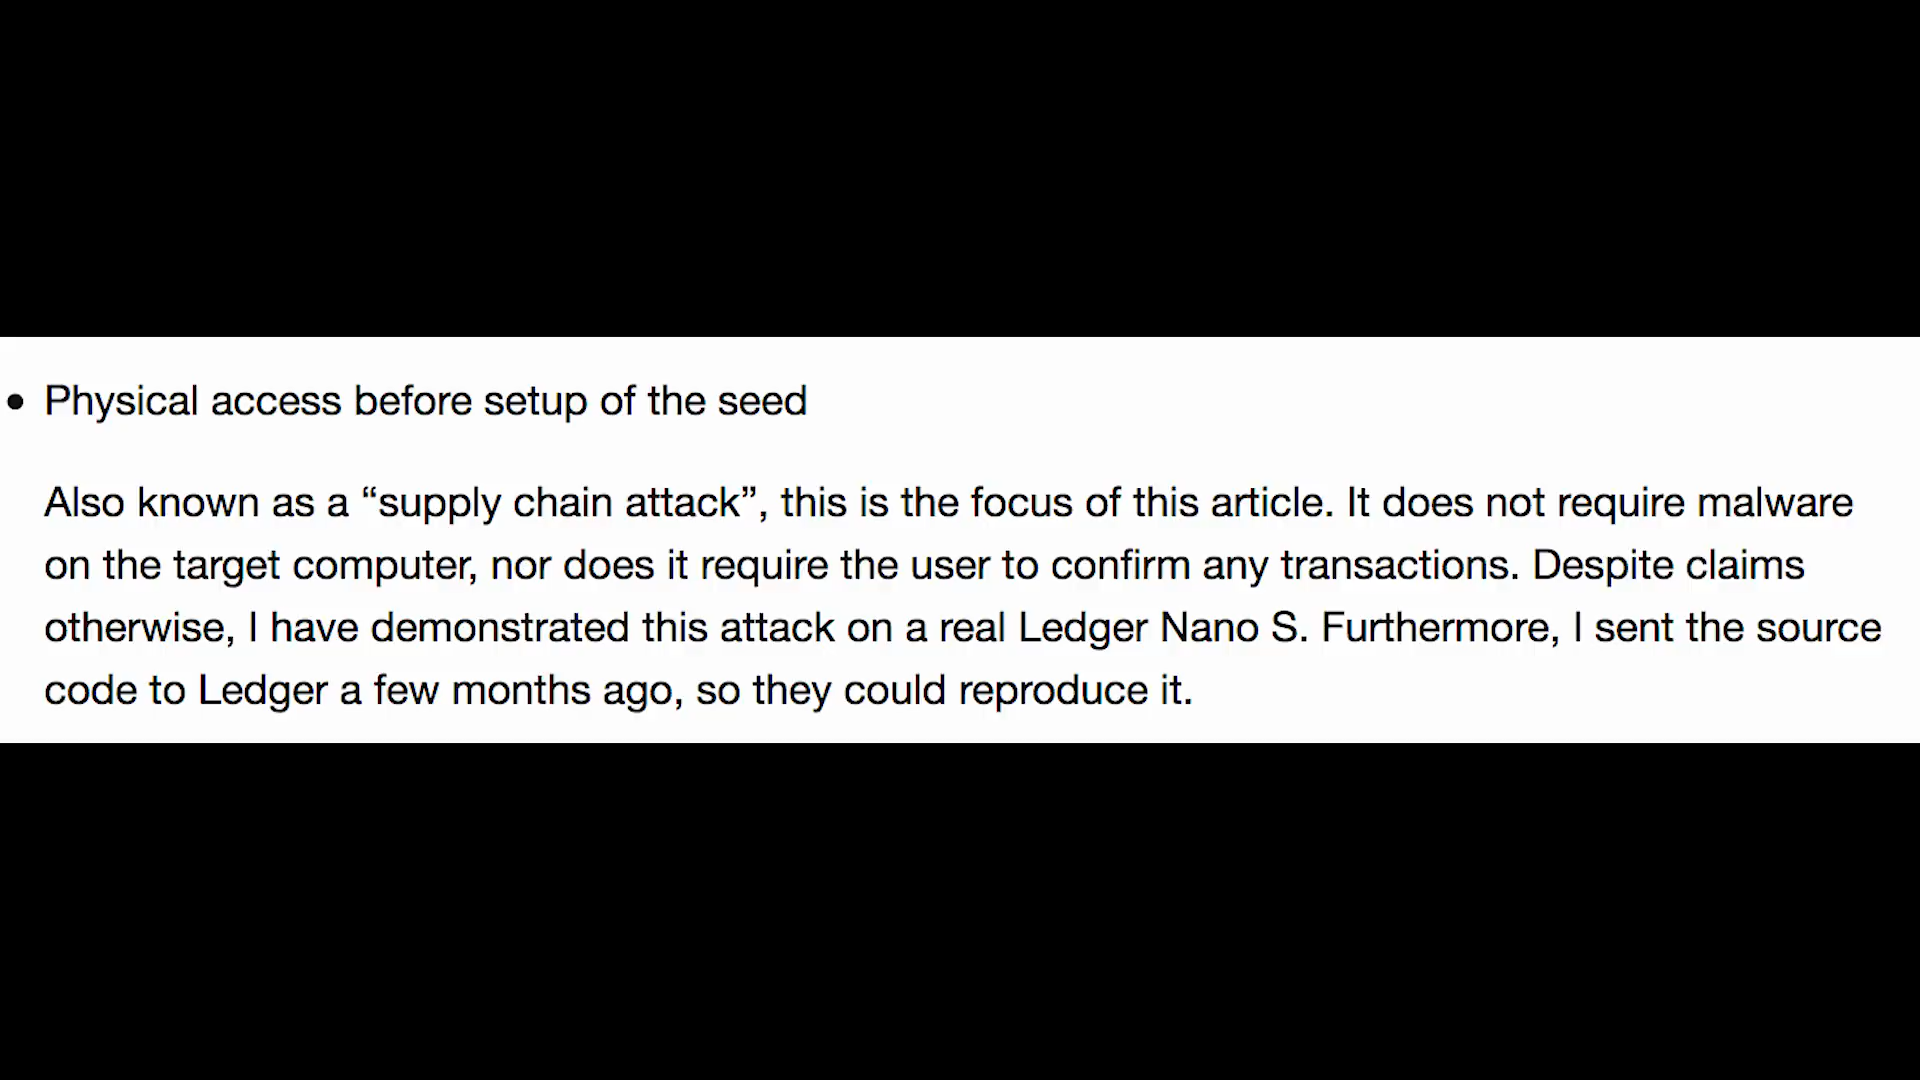 • Physical access before setup of the seed
Also known as a “supply chain attack”, this is the focus of this article. It does not require malware
on the target computer, nor does it require the user to confirm any transactions. Despite claims
otherwise, I have demonstrated this attack on a real Ledger Nano S. Furthermore, I sent the source
code to Ledger a few months ago, so they could reproduce it.